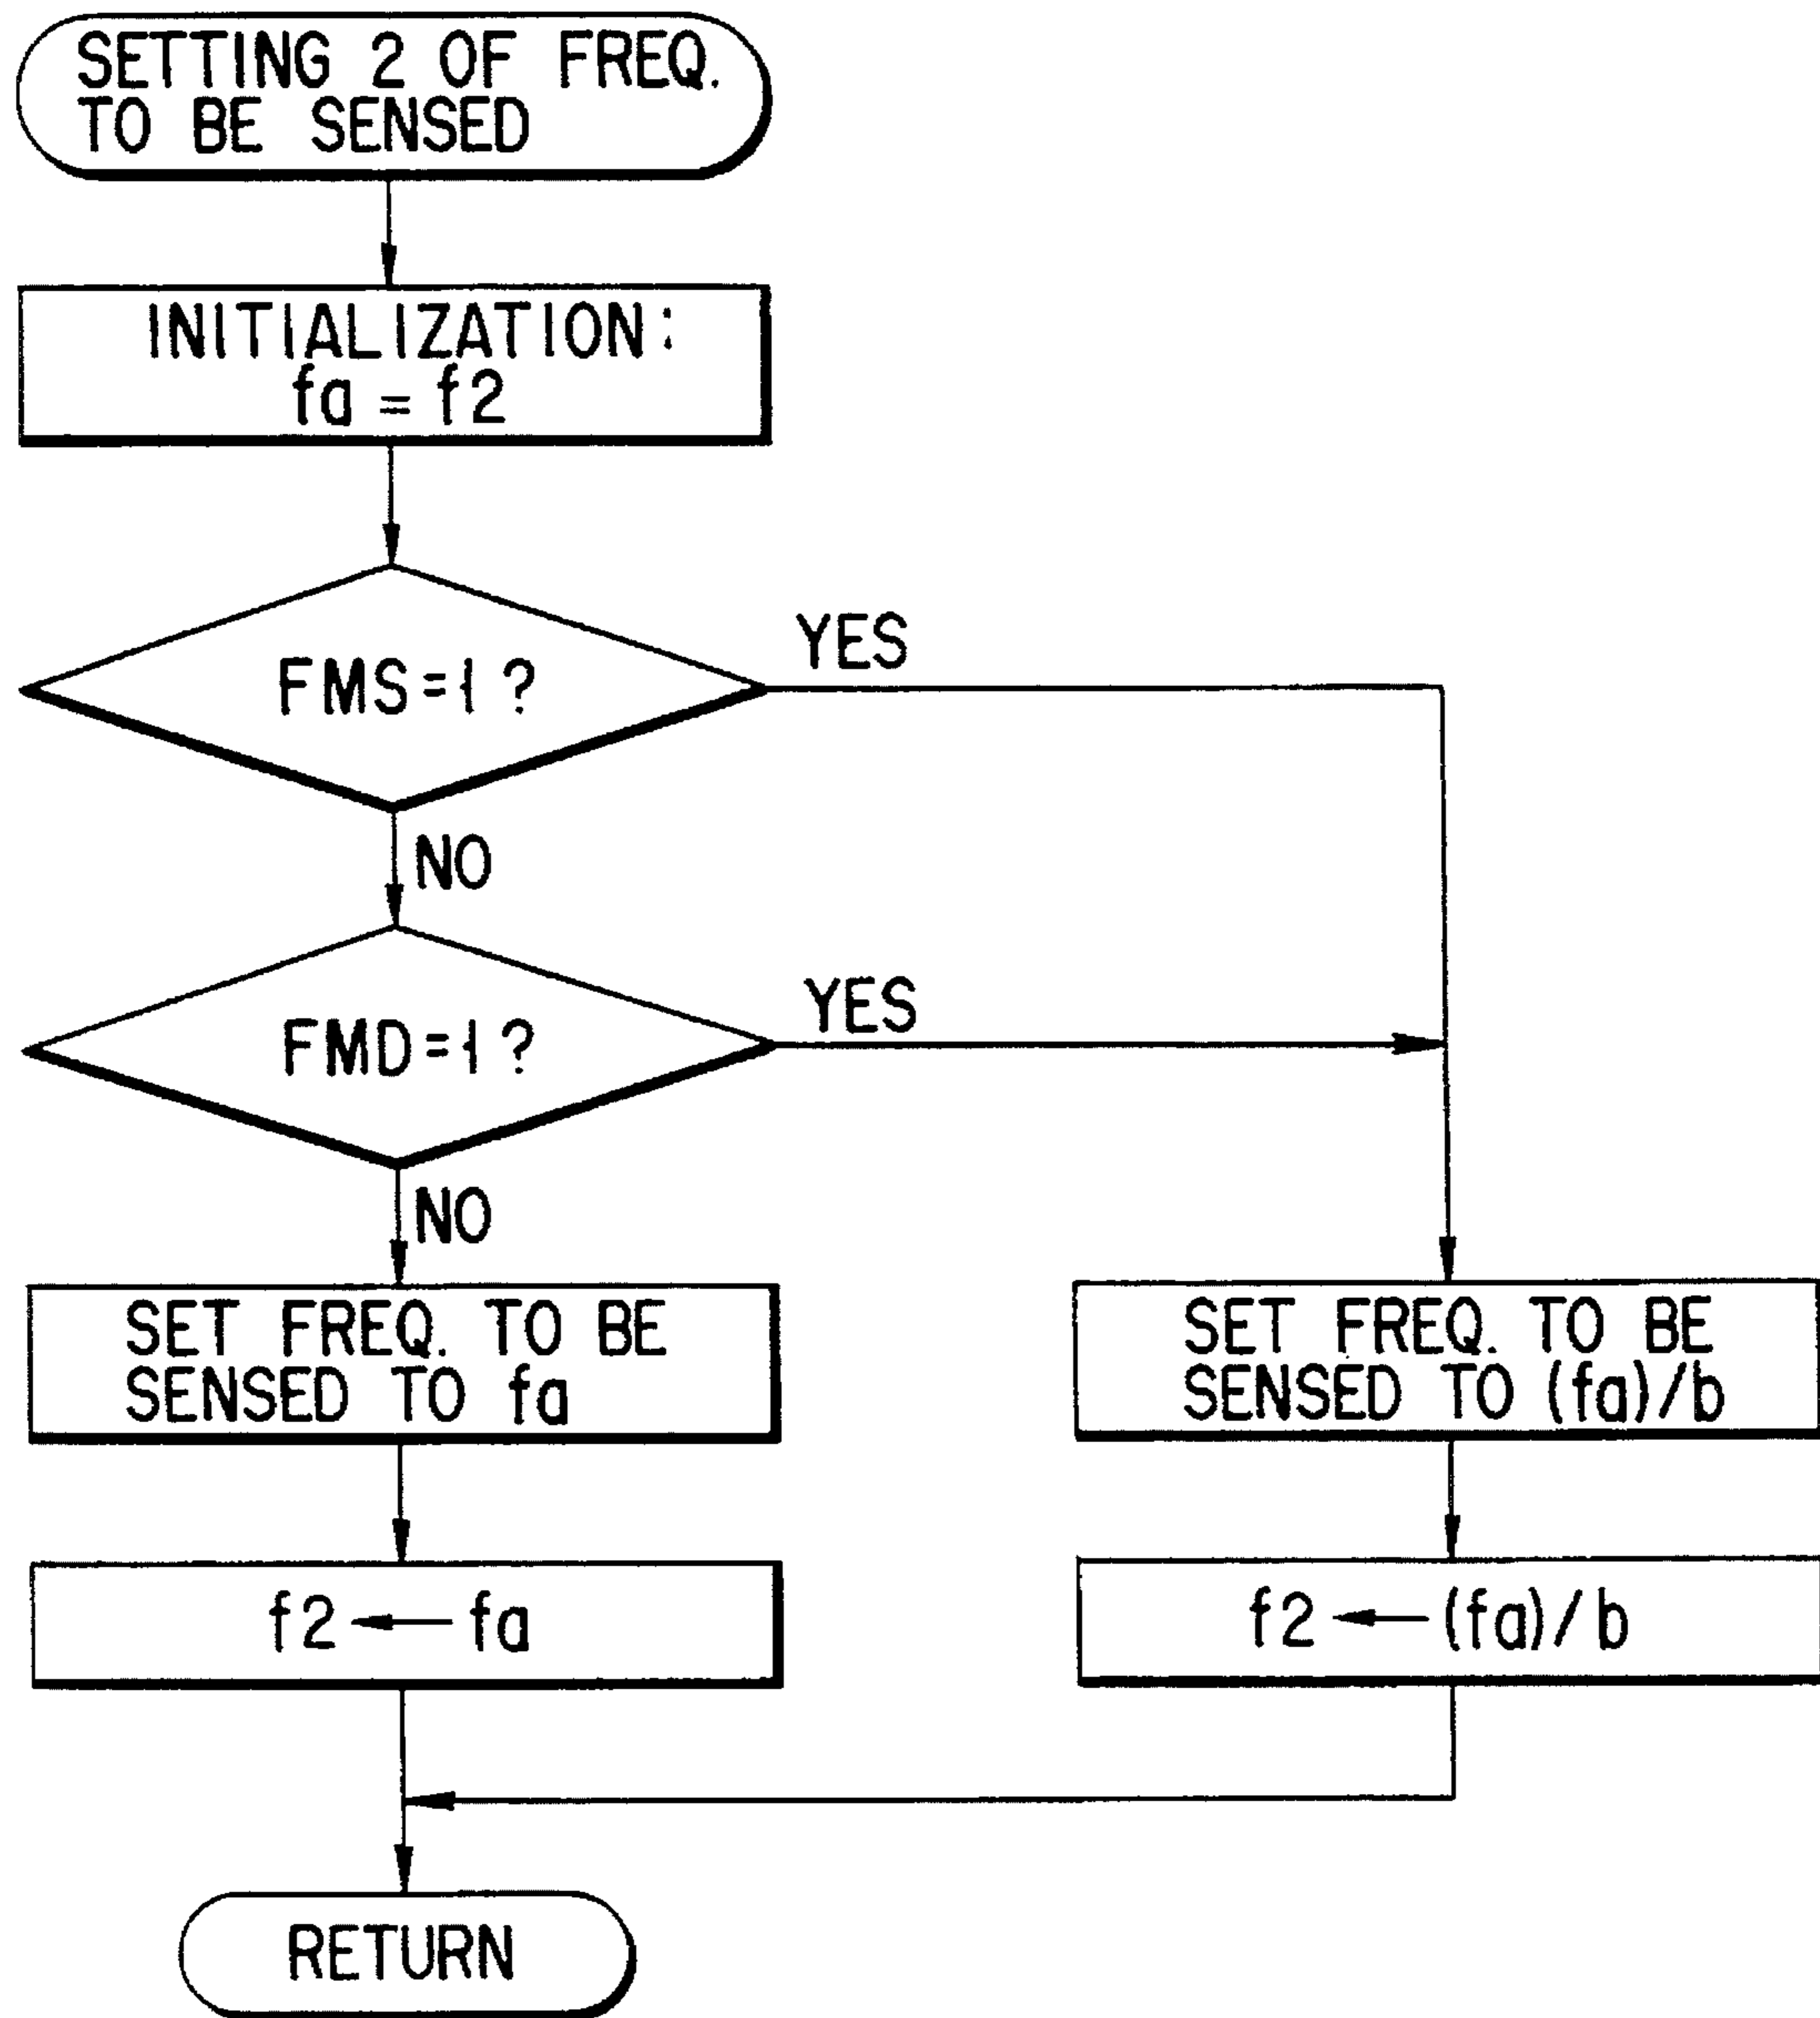 SETTING 2 OF FREQ.
TO BE SENSED
INITIALIZATION:
fa = f2
FMS=1?
YES
NO
FMD=1?
YES
NO
SET FREQ. TO BE
SENSED TO fa
SET FREQ. TO BE
SENSED TO (fa)/b
f2 ← fa
f2 ← (fa)/b
RETURN